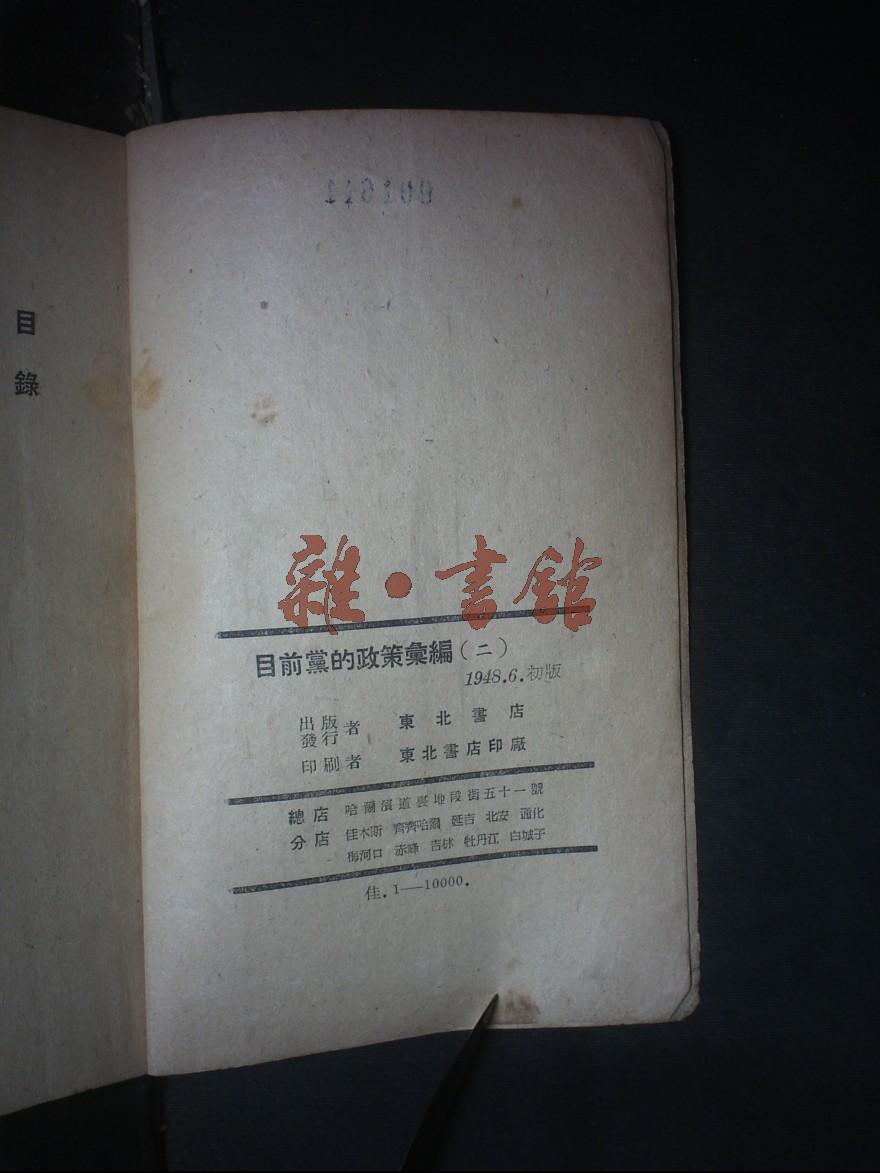 目錄
雜·書館
目前黨的政策彙編（二）
1948.6.初版
出版發行者 東北書店
印刷者 東北書店印廠
總店 哈爾濱道裏地段街五十一號
分店 佳木斯 齊齊哈爾 延吉 北安 通化
梅河口 赤峰 吉林 牡丹江 白城子
佳.1—10000.